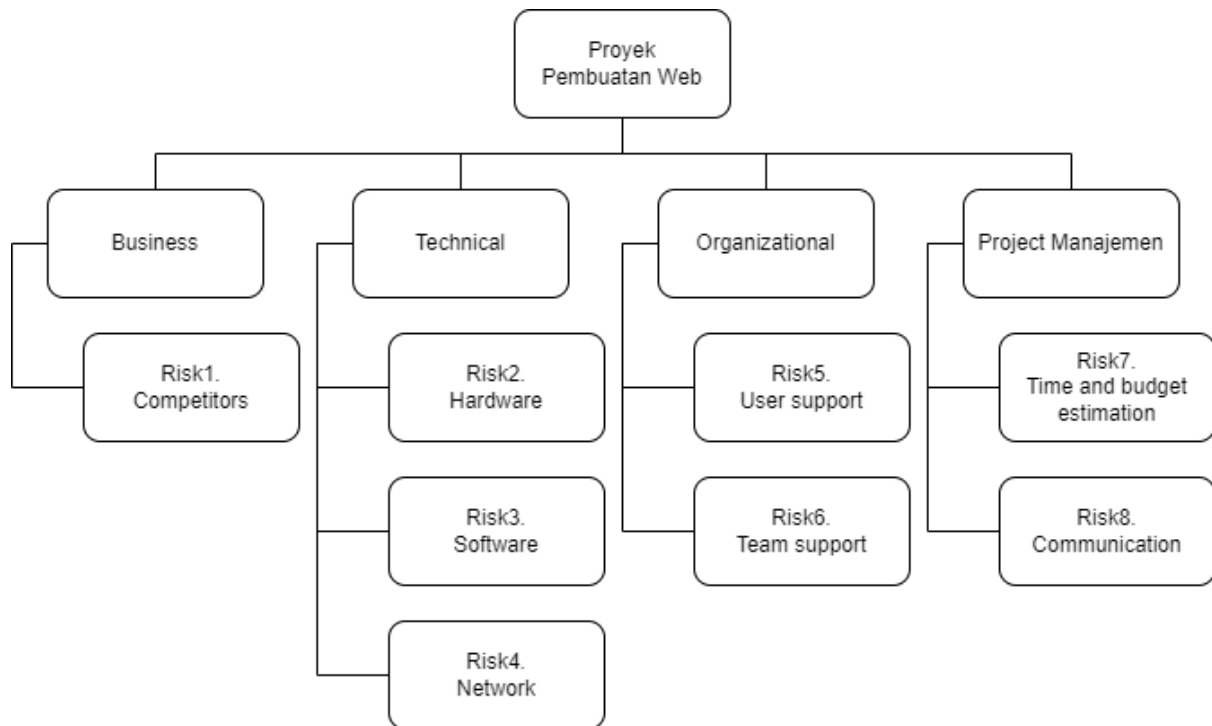 Proyek
Pembuatan Web
Business
Technical
Organizational
Project Manajemen
Risk1.
Competitors
Risk2.
Hardware
Risk5.
User support
Risk7.
Time and budget
estimation
Risk3.
Software
Risk6.
Team support
Risk8.
Communication
Risk4.
Network